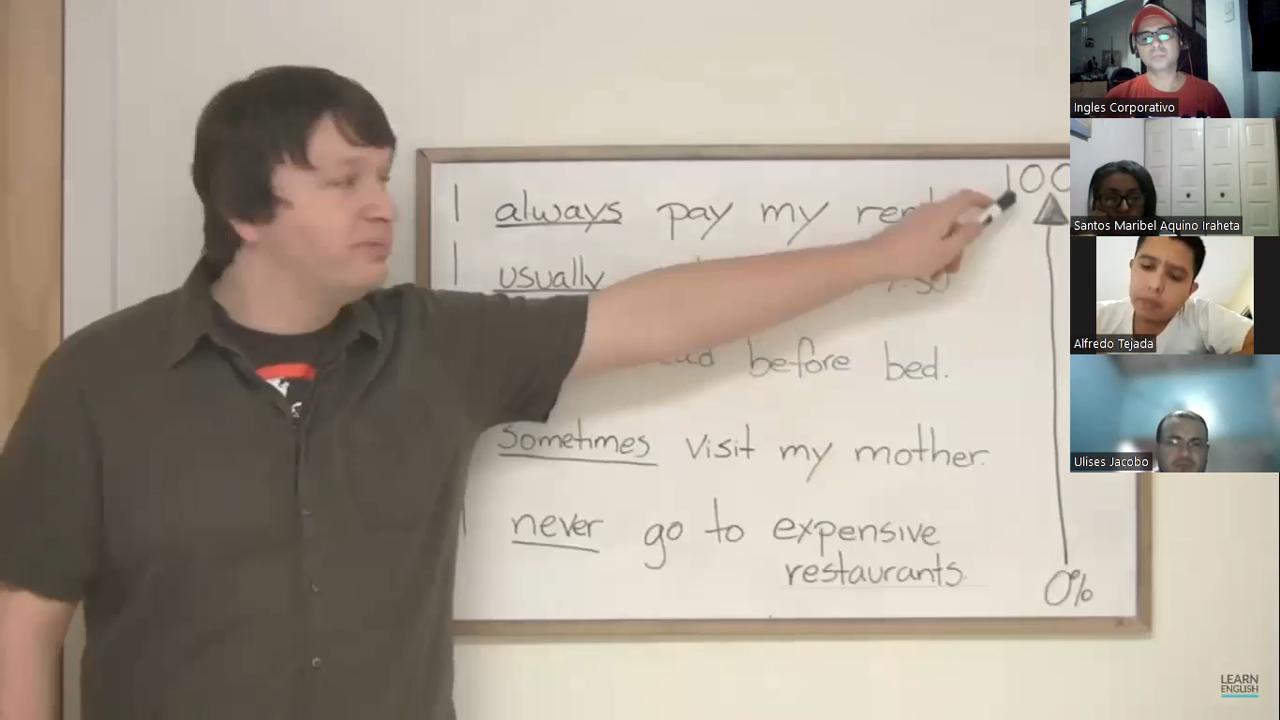 I always pay my
I usually
before bed.
sometimes visit my mother.
I never go to expensive
restaurants.
100
0%
Ingles Corporativo
Santos Maribel Aquino Iraheta
Alfredo Tejada
Ulises Jacobo
LEARN
ENGLISH